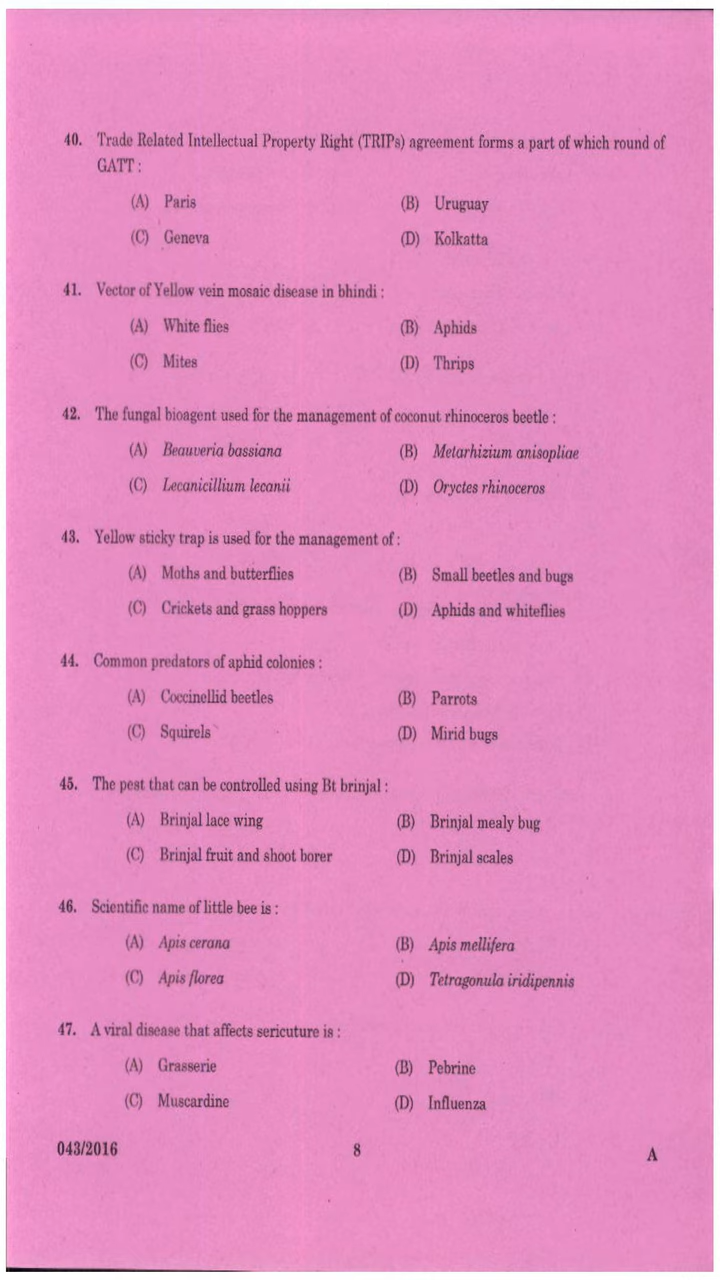 40. Trade Related Intellectual Property Right (TRIPs) agreement forms a part of which round of
GATT :
(A) Paris (B) Uruguay
(C) Geneva (D) Kolkatta
41. Vector of Yellow vein mosaic disease in bhindi :
(A) White flies (B) Aphids
(C) Mites (D) Thrips
42. The fungal bioagent used for the management of coconut rhinoceros beetle :
(A) Beauveria bassiana (B) Metarhizium anisopliae
(C) Lecanicillium lecanii (D) Oryctes rhinoceros
43. Yellow sticky trap is used for the management of :
(A) Moths and butterflies (B) Small beetles and bugs
(C) Crickets and grass hoppers (D) Aphids and whiteflies
44. Common predators of aphid colonies :
(A) Coccinellid beetles (B) Parrots
(C) Squirels (D) Mirid bugs
45. The pest that can be controlled using Bt brinjal :
(A) Brinjal lace wing (B) Brinjal mealy bug
(C) Brinjal fruit and shoot borer (D) Brinjal scales
46. Scientific name of little bee is :
(A) Apis cerana (B) Apis mellifera
(C) Apis florea (D) Tetragonula iridipennis
47. A viral disease that affects sericuture is :
(A) Grasserie (B) Pebrine
(C) Muscardine (D) Influenza
043/2016 8 A